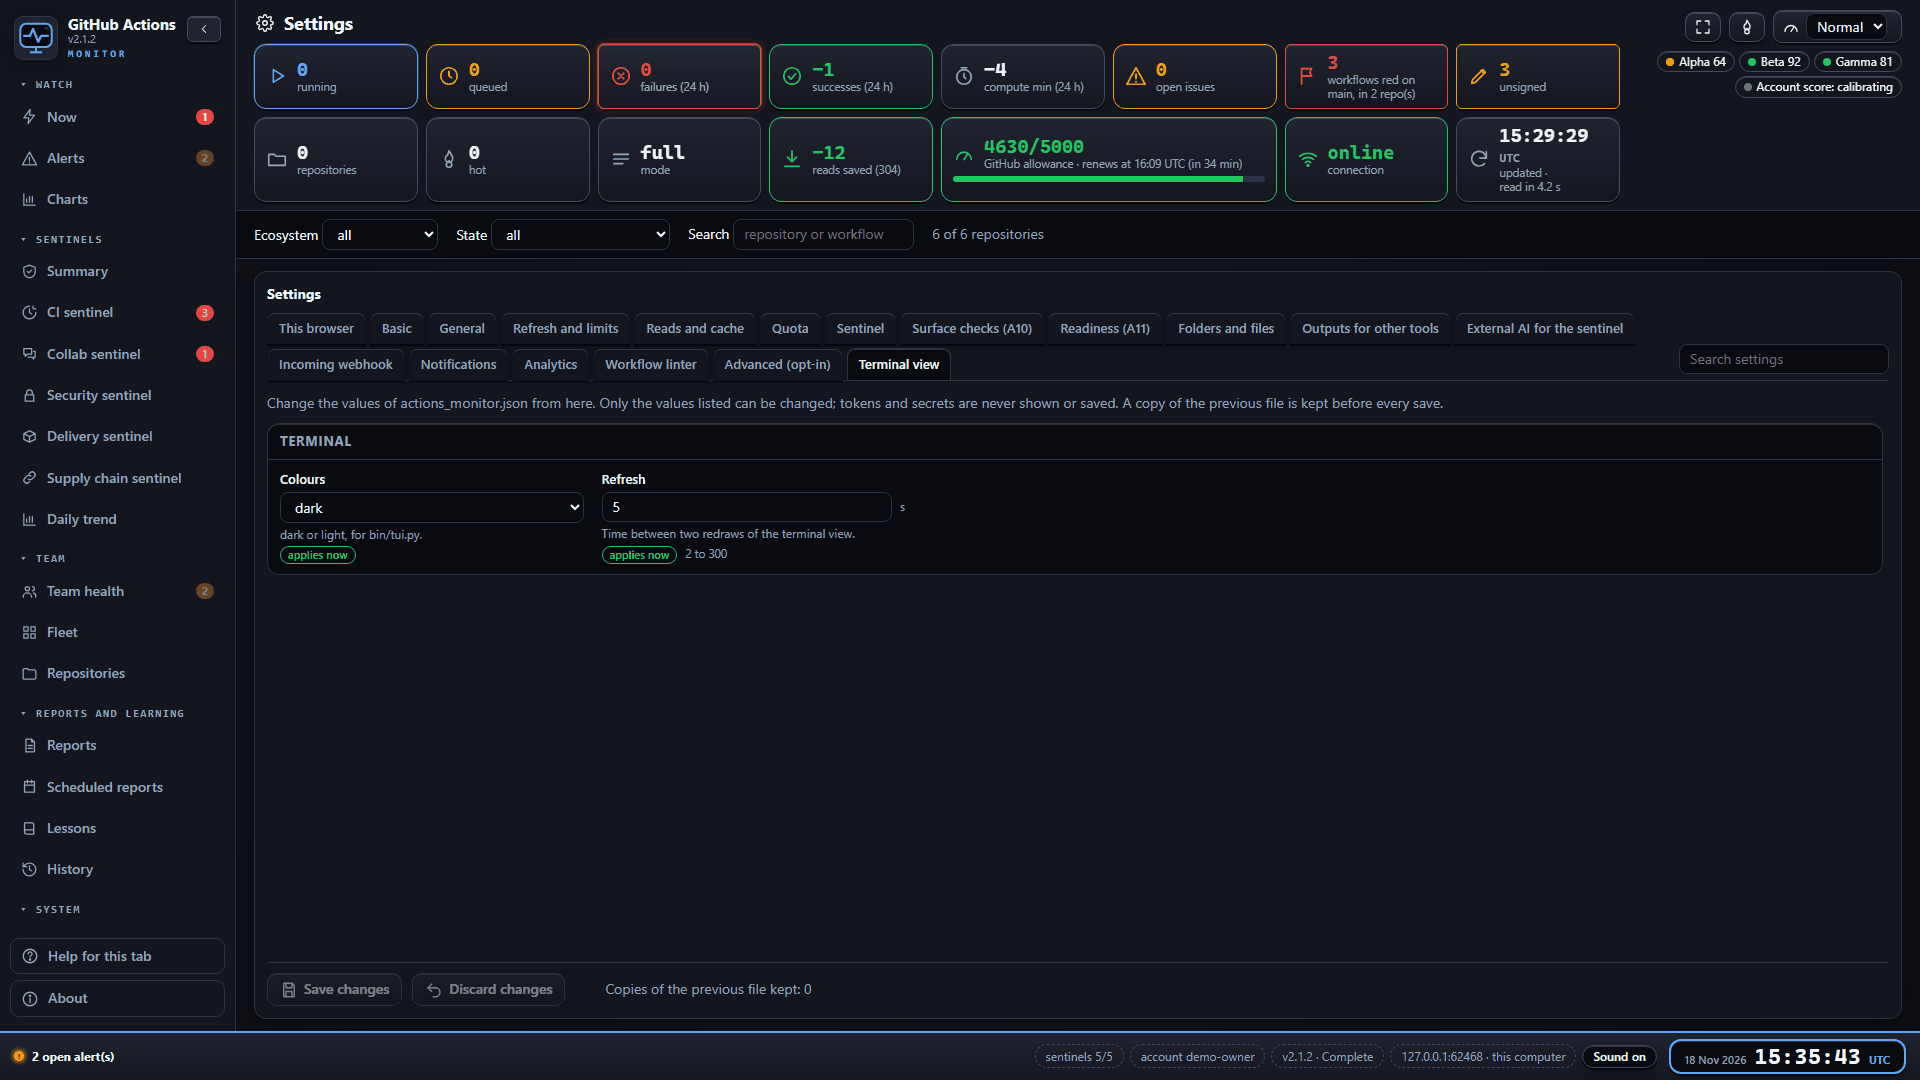 GitHub Actions
v2.1.2
MONITOR
WATCH
Now 1
Alerts 2
Charts
SENTINELS
Summary
CI sentinel 3
Collab sentinel 1
Security sentinel
Delivery sentinel
Supply chain sentinel
Daily trend
TEAM
Team health 2
Fleet
Repositories
REPORTS AND LEARNING
Reports
Scheduled reports
Lessons
History
SYSTEM
Help for this tab
About
Settings
Normal
Alpha 64 Beta 92 Gamma 81
Account score: calibrating
0
running
0
queued
0
failures (24 h)
−1
successes (24 h)
−4
compute min (24 h)
0
open issues
3
workflows red on
main, in 2 repo(s)
3
unsigned
0
repositories
0
hot
full
mode
−12
reads saved (304)
4630/5000
GitHub allowance · renews at 16:09 UTC (in 34 min)
online
connection
15:29:29
UTC
updated ·
read in 4.2 s
Ecosystem all State all Search repository or workflow 6 of 6 repositories
Settings
This browser Basic General Refresh and limits Reads and cache Quota Sentinel Surface checks (A10) Readiness (A11) Folders and files Outputs for other tools External AI for the sentinel
Incoming webhook Notifications Analytics Workflow linter Advanced (opt-in) Terminal view Search settings
Change the values of actions_monitor.json from here. Only the values listed can be changed; tokens and secrets are never shown or saved. A copy of the previous file is kept before every save.
TERMINAL
Colours
dark
dark or light, for bin/tui.py.
applies now
Refresh
5 s
Time between two redraws of the terminal view.
applies now 2 to 300
Save changes Discard changes Copies of the previous file kept: 0
2 open alert(s)
sentinels 5/5 account demo-owner v2.1.2 · Complete 127.0.0.1:62468 · this computer Sound on 18 Nov 2026 15:35:43 UTC